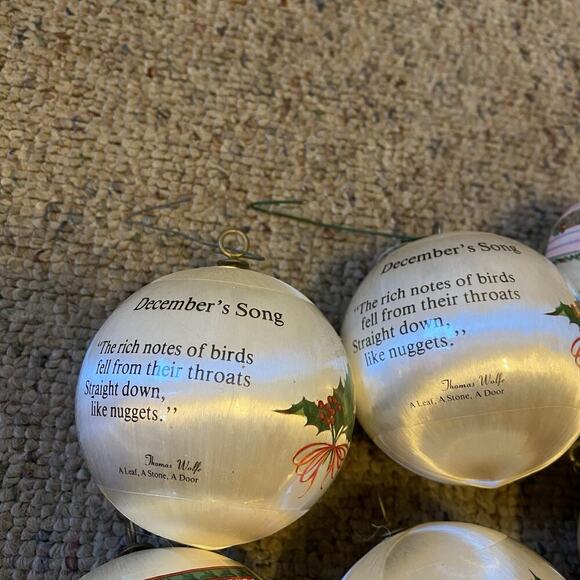 December's Song
"The rich notes of birds
fell from their throats
Straight down,
like nuggets."
Thomas Wolfe
A Leaf, A Stone, A Door
December's Song
"The rich notes of birds
fell from their throats
Straight down,
like nuggets."
Thomas Wolfe
A Leaf, A Stone, A Door